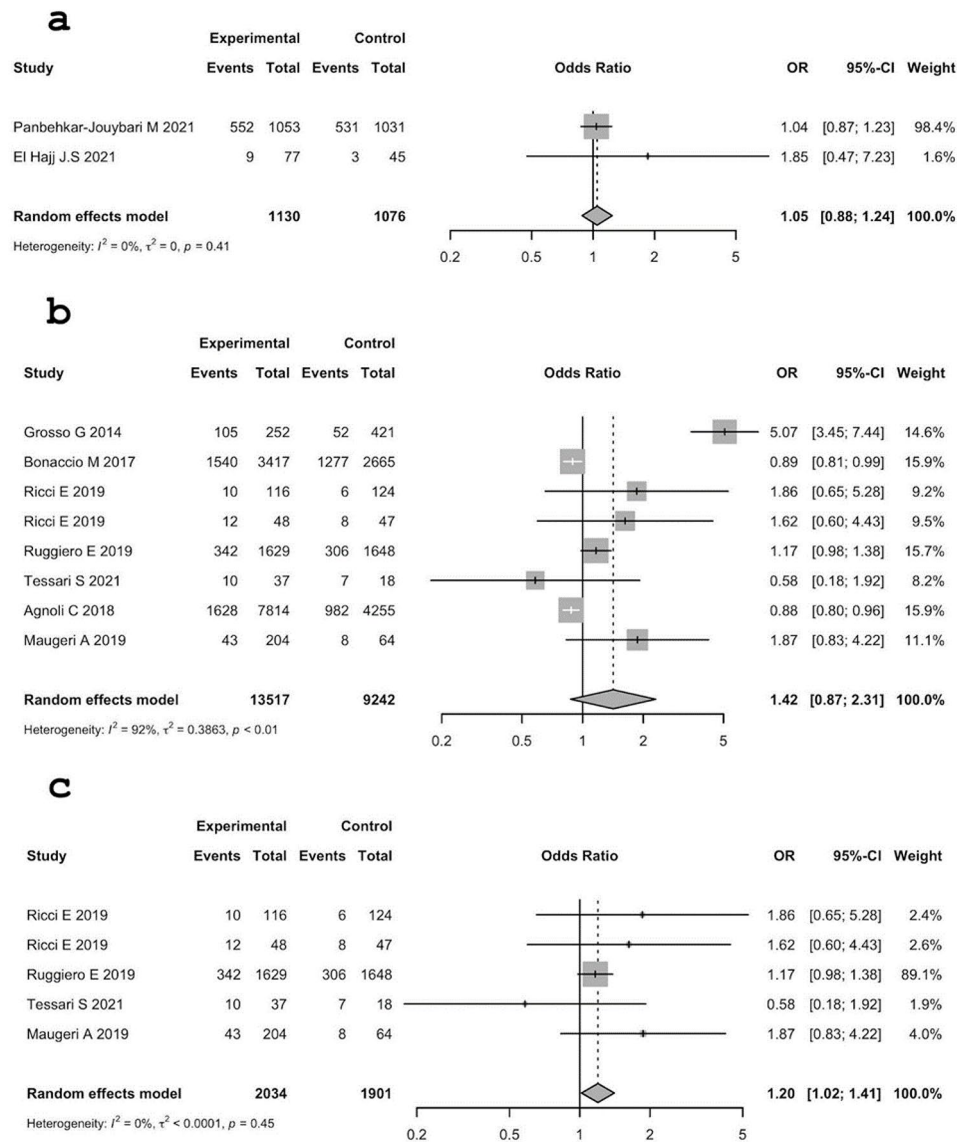 a
Experimental Control
Study Events Total Events Total Odds Ratio OR 95%-CI Weight
Panbehkar-Jouybari M 2021 552 1053 531 1031 1.04 [0.87; 1.23] 98.4%
El Hajj J.S 2021 9 77 3 45 1.85 [0.47; 7.23] 1.6%
Random effects model 1130 1076 1.05 [0.88; 1.24] 100.0%
Heterogeneity: I² = 0%, τ² = 0, p = 0.41
0.2 0.5 1 2 5
b
Experimental Control
Study Events Total Events Total Odds Ratio OR 95%-CI Weight
Grosso G 2014 105 252 52 421 5.07 [3.45; 7.44] 14.6%
Bonaccio M 2017 1540 3417 1277 2665 0.89 [0.81; 0.99] 15.9%
Ricci E 2019 10 116 6 124 1.86 [0.65; 5.28] 9.2%
Ricci E 2019 12 48 8 47 1.62 [0.60; 4.43] 9.5%
Ruggiero E 2019 342 1629 306 1648 1.17 [0.98; 1.38] 15.7%
Tessari S 2021 10 37 7 18 0.58 [0.18; 1.92] 8.2%
Agnoli C 2018 1628 7814 982 4255 0.88 [0.80; 0.96] 15.9%
Maugeri A 2019 43 204 8 64 1.87 [0.83; 4.22] 11.1%
Random effects model 13517 9242 1.42 [0.87; 2.31] 100.0%
Heterogeneity: I² = 92%, τ² = 0.3863, p < 0.01
0.2 0.5 1 2 5
c
Experimental Control
Study Events Total Events Total Odds Ratio OR 95%-CI Weight
Ricci E 2019 10 116 6 124 1.86 [0.65; 5.28] 2.4%
Ricci E 2019 12 48 8 47 1.62 [0.60; 4.43] 2.6%
Ruggiero E 2019 342 1629 306 1648 1.17 [0.98; 1.38] 89.1%
Tessari S 2021 10 37 7 18 0.58 [0.18; 1.92] 1.9%
Maugeri A 2019 43 204 8 64 1.87 [0.83; 4.22] 4.0%
Random effects model 2034 1901 1.20 [1.02; 1.41] 100.0%
Heterogeneity: I² = 0%, τ² < 0.0001, p = 0.45
0.2 0.5 1 2 5